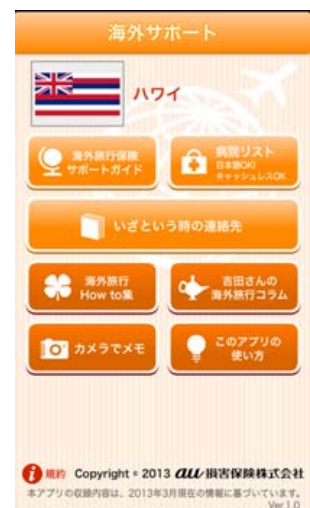 海外サポート
ハワイ
海外旅行保険
サポートガイド
病院リスト
日本語OK!
キャッシュレスOK
いざという時の連絡先
海外旅行
How to集
吉田さんの
海外旅行コラム
カメラでメモ
このアプリの
使い方
規約 Copyright © 2013 au 損害保険株式会社
本アプリの収録内容は、2013年3月現在の情報に基づいています。
Ver.1.0